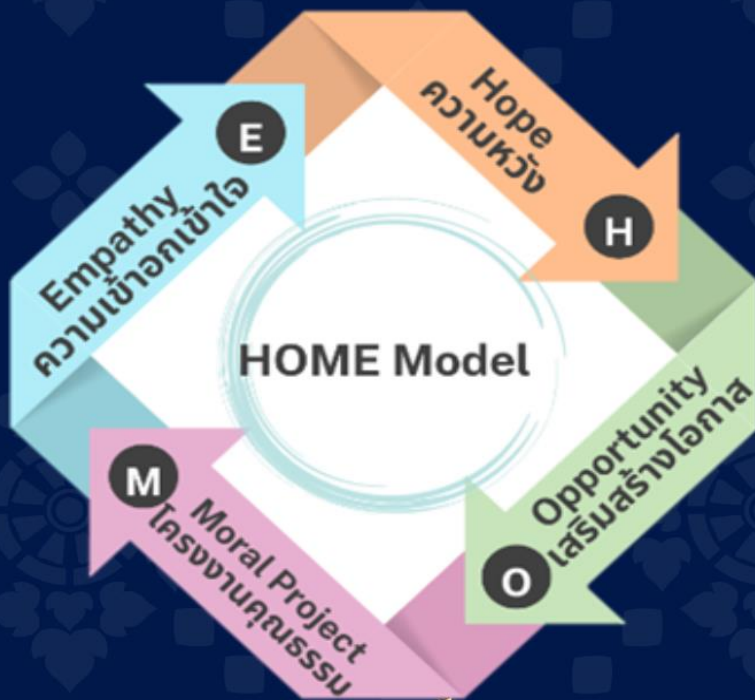 HOME Model
Hope
ความหวัง
H
Opportunity
เสริมสร้างโอกาส
O
Moral Project
โครงงานคุณธรรม
M
Empathy
ความเข้าอกเข้าใจ
E